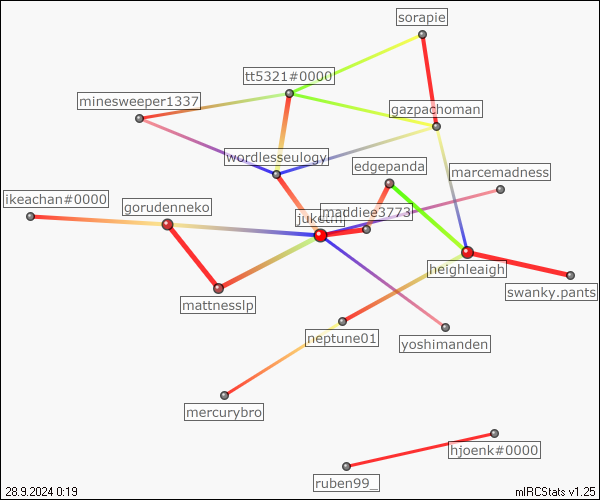 sorapie
tt5321#0000
minesweeper1337
gazpachoman
wordlesseulogy
edgepanda
marcemadness
ikeachan#0000
gorudenneko
maddiee3773
heighleaigh
mattnesslp
swanky.pants
neptune01
yoshimanden
mercurybro
hjoenk#0000
ruben99_
28.9.2024 0:19
mIRCStats v1.25